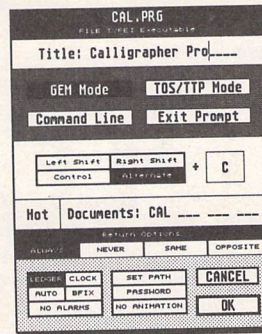 CAL.PRG
FILE T/FEI Executable
Title: Calligrapher Pro____
GEM Mode TOS/TTP Mode
Command Line Exit Prompt
Left Shift Right Shift
Control Alternate + C
Hot Documents: CAL ___ ___ ___
Return Options
ALWAYS NEVER SAME OPPOSITE
LEDGER CLOCK SET PATH CANCEL
AUTO BFIX PASSWORD
NO ALARMS NO ANIMATION OK